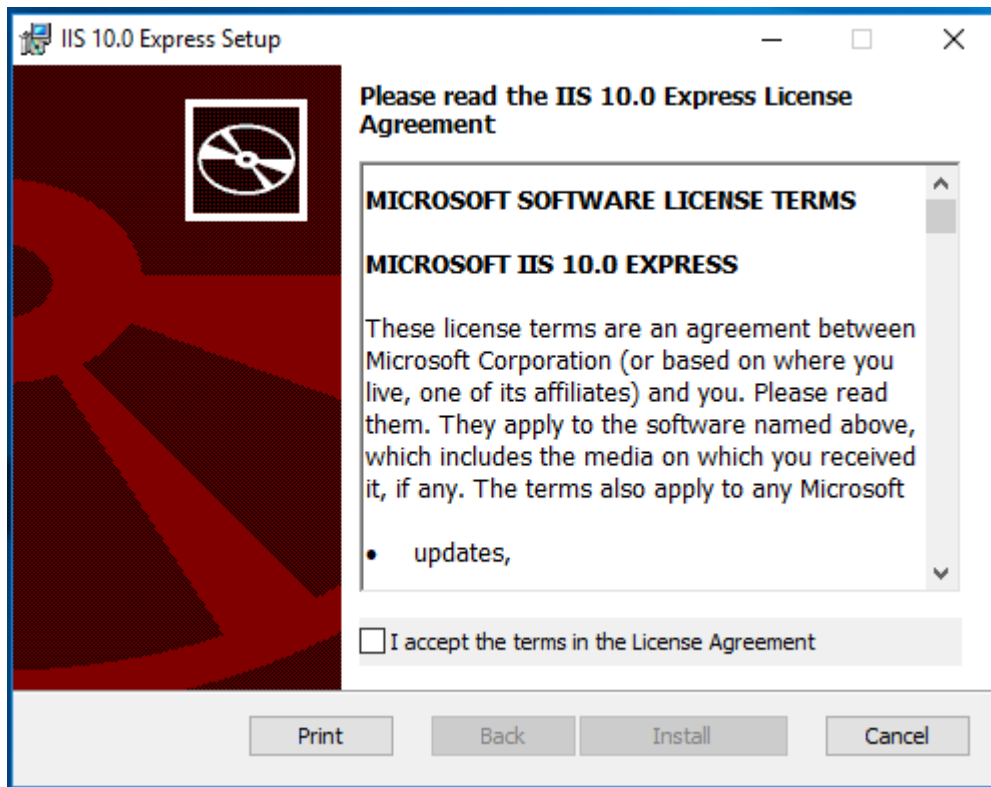 IIS 10.0 Express Setup
Please read the IIS 10.0 Express License
Agreement
MICROSOFT SOFTWARE LICENSE TERMS
MICROSOFT IIS 10.0 EXPRESS
These license terms are an agreement between
Microsoft Corporation (or based on where you
live, one of its affiliates) and you. Please read
them. They apply to the software named above,
which includes the media on which you received
it, if any. The terms also apply to any Microsoft
• updates,
I accept the terms in the License Agreement
Print
Back
Install
Cancel